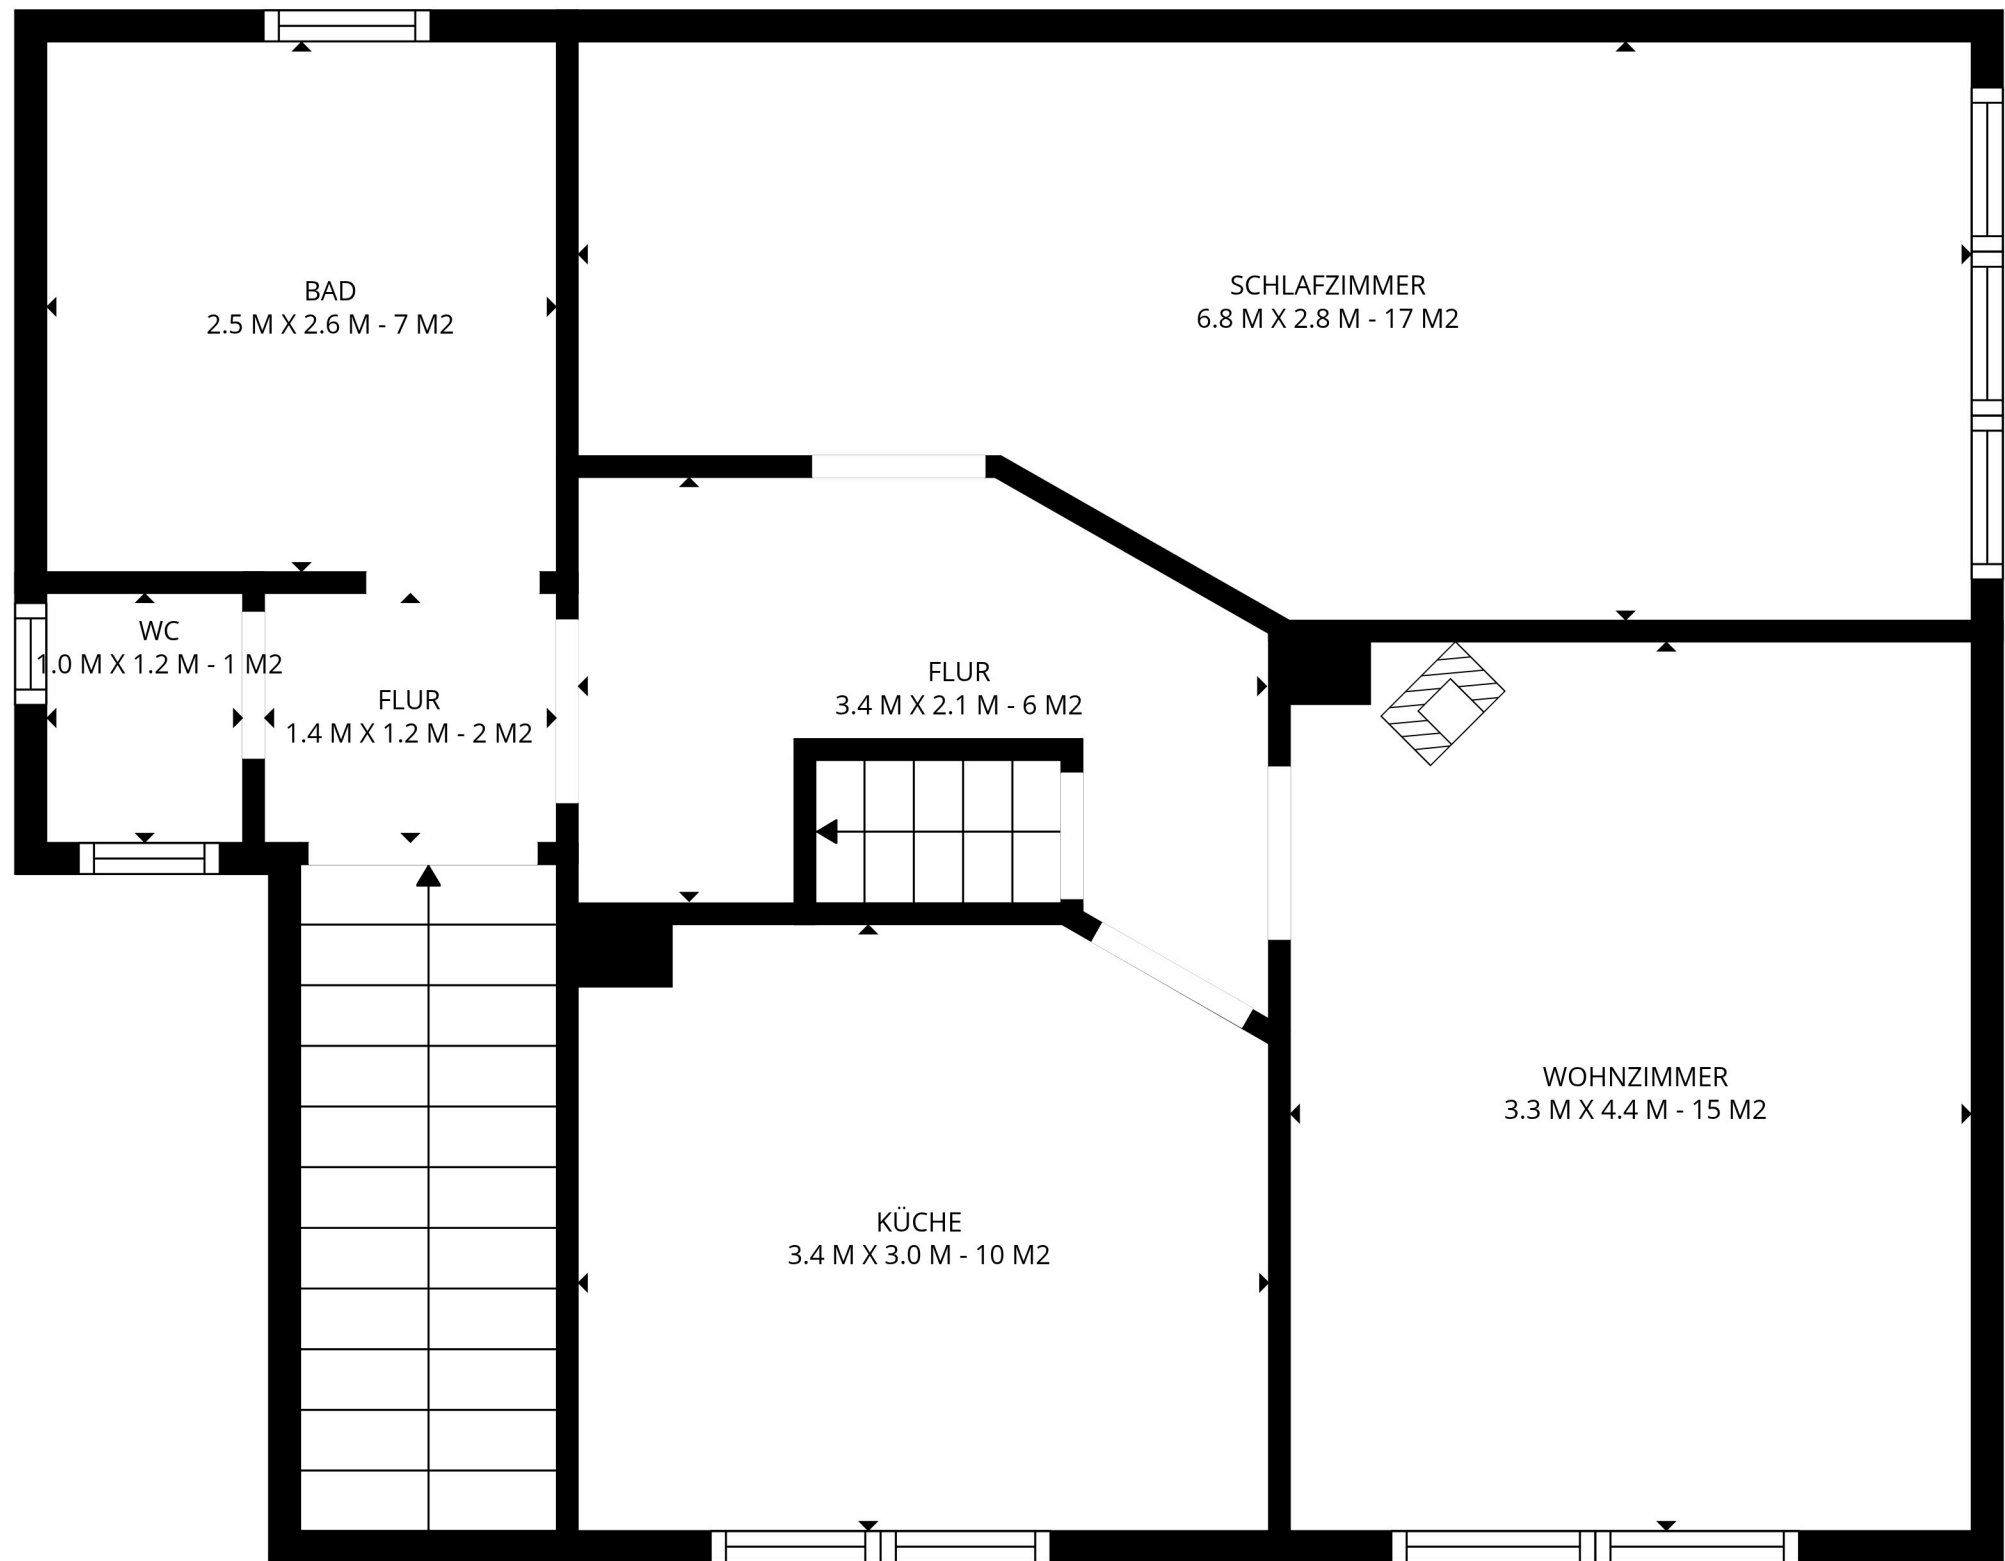 BAD
2.5 M X 2.6 M - 7 M2
SCHLAFZIMMER
6.8 M X 2.8 M - 17 M2
WC
1.0 M X 1.2 M - 1 M2
FLUR
1.4 M X 1.2 M - 2 M2
FLUR
3.4 M X 2.1 M - 6 M2
WOHNZIMMER
3.3 M X 4.4 M - 15 M2
KÜCHE
3.4 M X 3.0 M - 10 M2